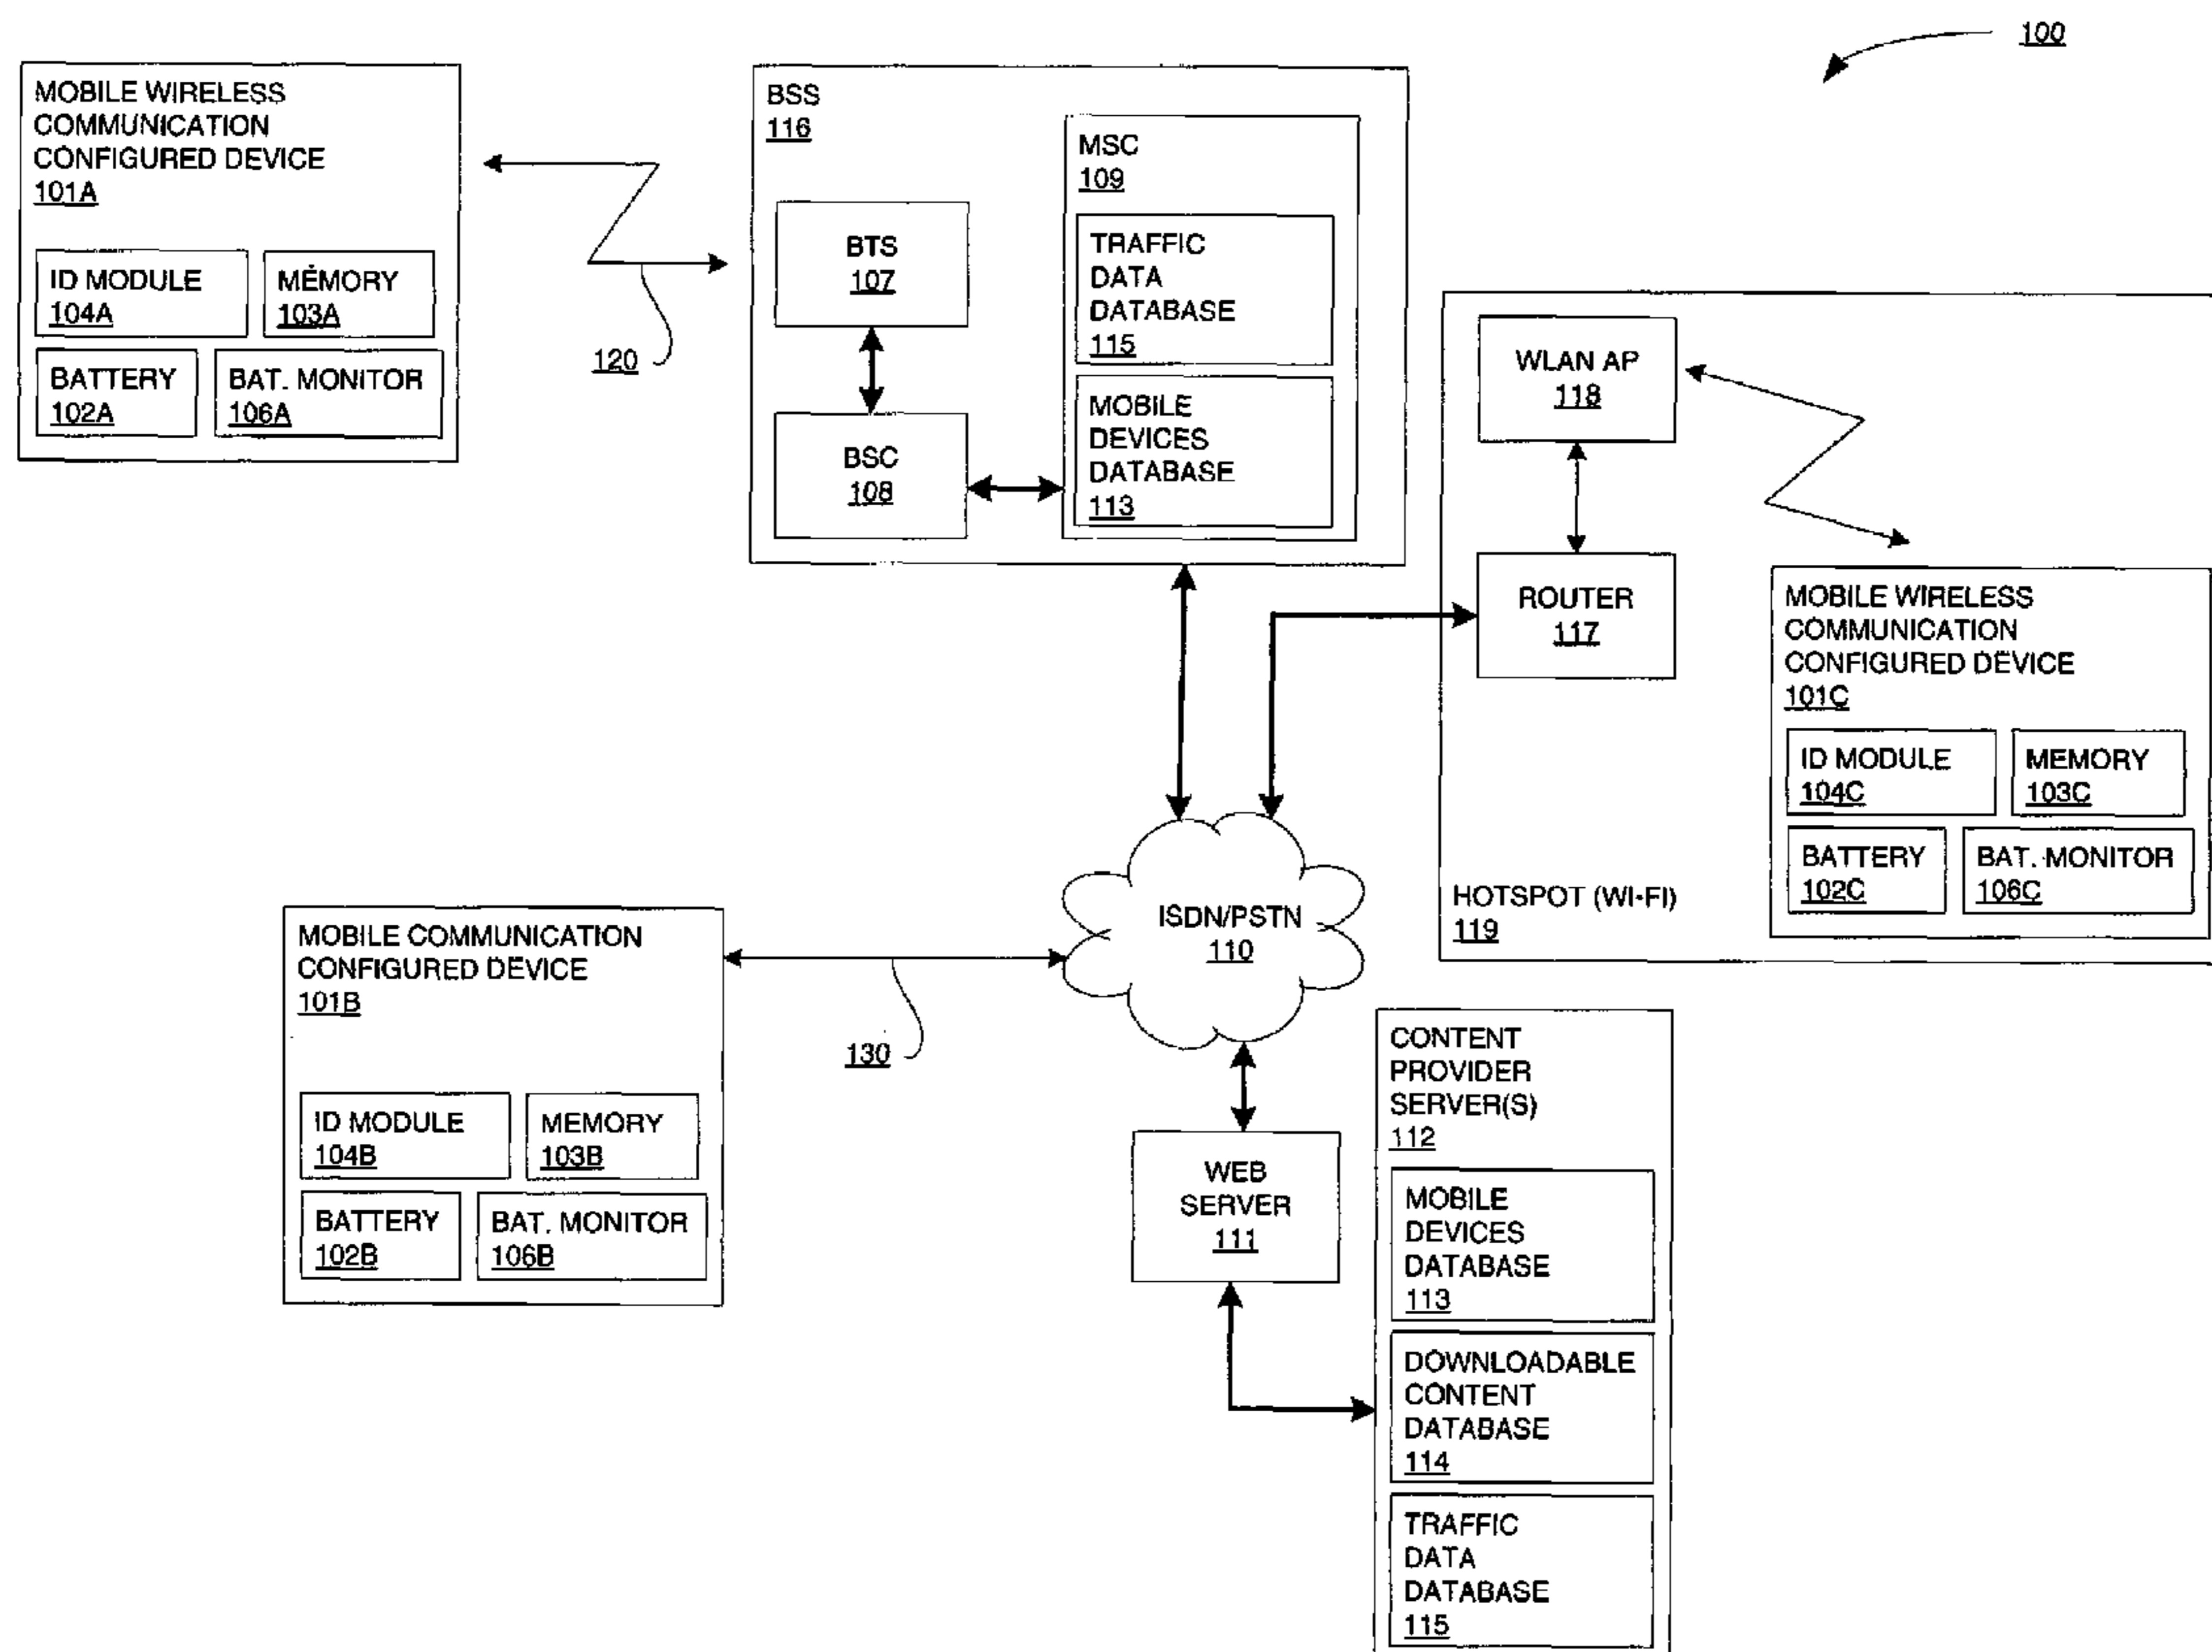 100
MOBILE WIRELESS
COMMUNICATION
CONFIGURED DEVICE
101A
ID MODULE
104A
MEMORY
103A
BATTERY
102A
BAT. MONITOR
106A
120
BSS
116
BTS
107
BSC
108
MSC
109
TRAFFIC
DATA
DATABASE
115
MOBILE
DEVICES
DATABASE
113
WLAN AP
118
ROUTER
117
HOTSPOT (WI-FI)
119
MOBILE WIRELESS
COMMUNICATION
CONFIGURED DEVICE
101C
ID MODULE
104C
MEMORY
103C
BATTERY
102C
BAT. MONITOR
106C
ISDN/PSTN
110
MOBILE COMMUNICATION
CONFIGURED DEVICE
101B
ID MODULE
104B
MEMORY
103B
BATTERY
102B
BAT. MONITOR
106B
130
WEB
SERVER
111
CONTENT
PROVIDER
SERVER(S)
112
MOBILE
DEVICES
DATABASE
113
DOWNLOADABLE
CONTENT
DATABASE
114
TRAFFIC
DATA
DATABASE
115